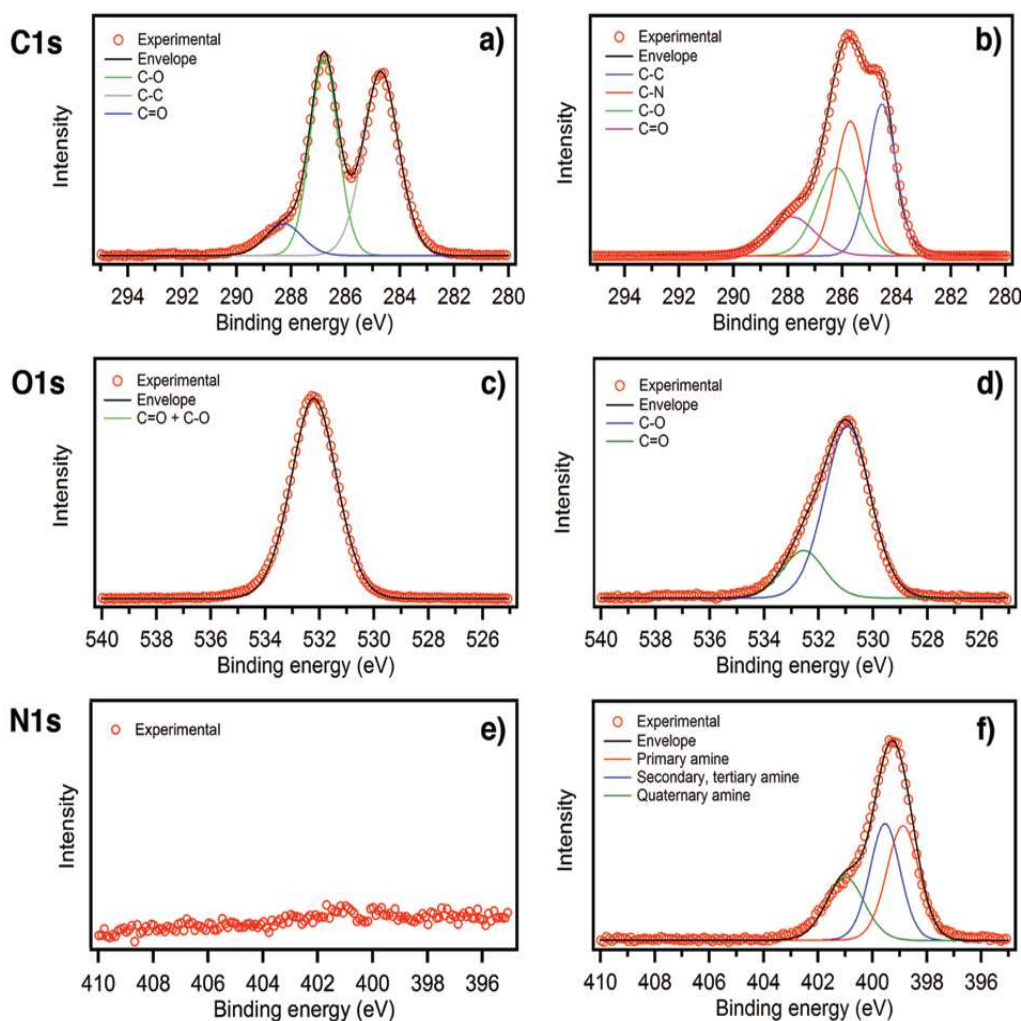 C1s
a)
Experimental
Envelope
C-O
C-C
C=O
Intensity
294 292 290 288 286 284 282 280
Binding energy (eV)
b)
Experimental
Envelope
C-C
C-N
C-O
C=O
Intensity
294 292 290 288 286 284 282 280
Binding energy (eV)
O1s
c)
Experimental
Envelope
C=O + C-O
Intensity
540 538 536 534 532 530 528 526
Binding energy (eV)
d)
Experimental
Envelope
C-O
C=O
Intensity
540 538 536 534 532 530 528 526
Binding energy (eV)
N1s
e)
Experimental
Intensity
410 408 406 404 402 400 398 396
Binding energy (eV)
f)
Experimental
Envelope
Primary amine
Secondary, tertiary amine
Quaternary amine
Intensity
410 408 406 404 402 400 398 396
Binding energy (eV)